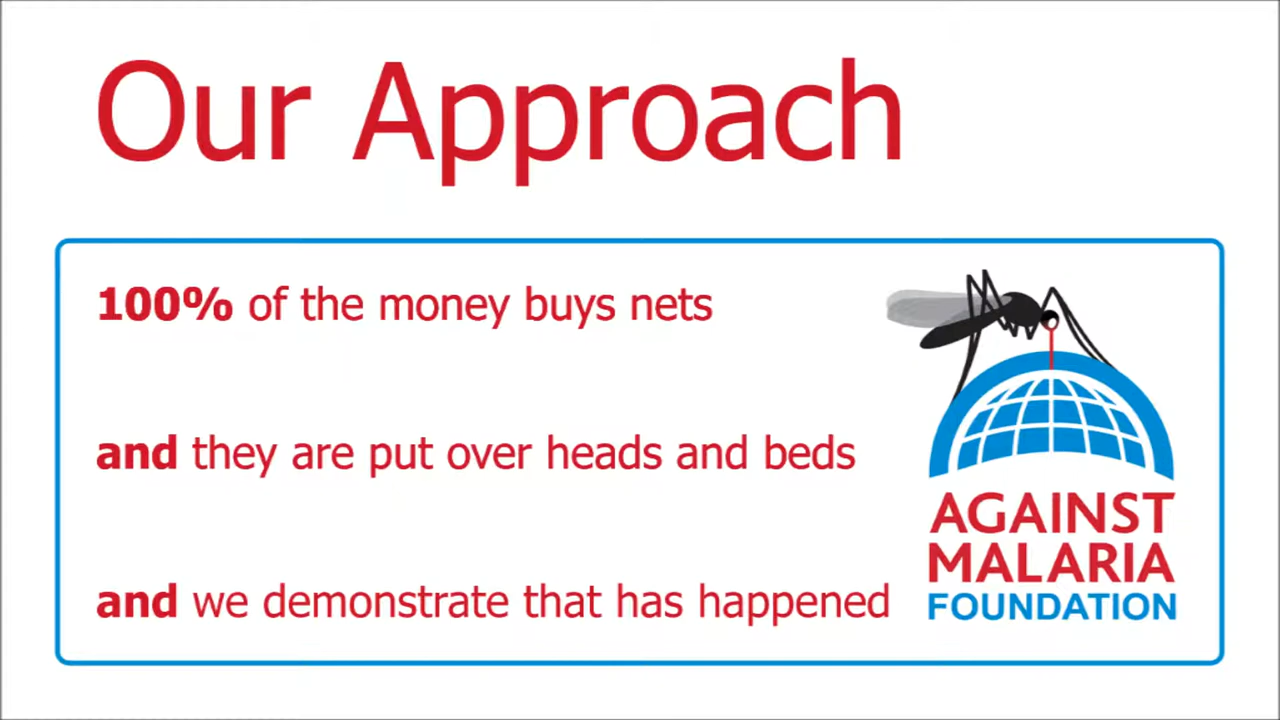 Our Approach
100% of the money buys nets
and they are put over heads and beds
and we demonstrate that has happened
AGAINST
MALARIA
FOUNDATION